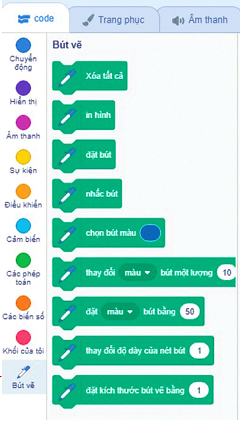 code
Trang phục
Âm thanh
Chuyển động
Hiển thị
Âm thanh
Sự kiện
Điều khiển
Cảm biến
Các phép toán
Các biến số
Khối của tôi
Bút vẽ
Bút vẽ
Xóa tất cả
in hình
đặt bút
nhấc bút
chọn bút màu
thay đổi màu bút một lượng 10
đặt màu bút bằng 50
thay đổi độ dày của nét bút 1
đặt kích thước bút vẽ bằng 1